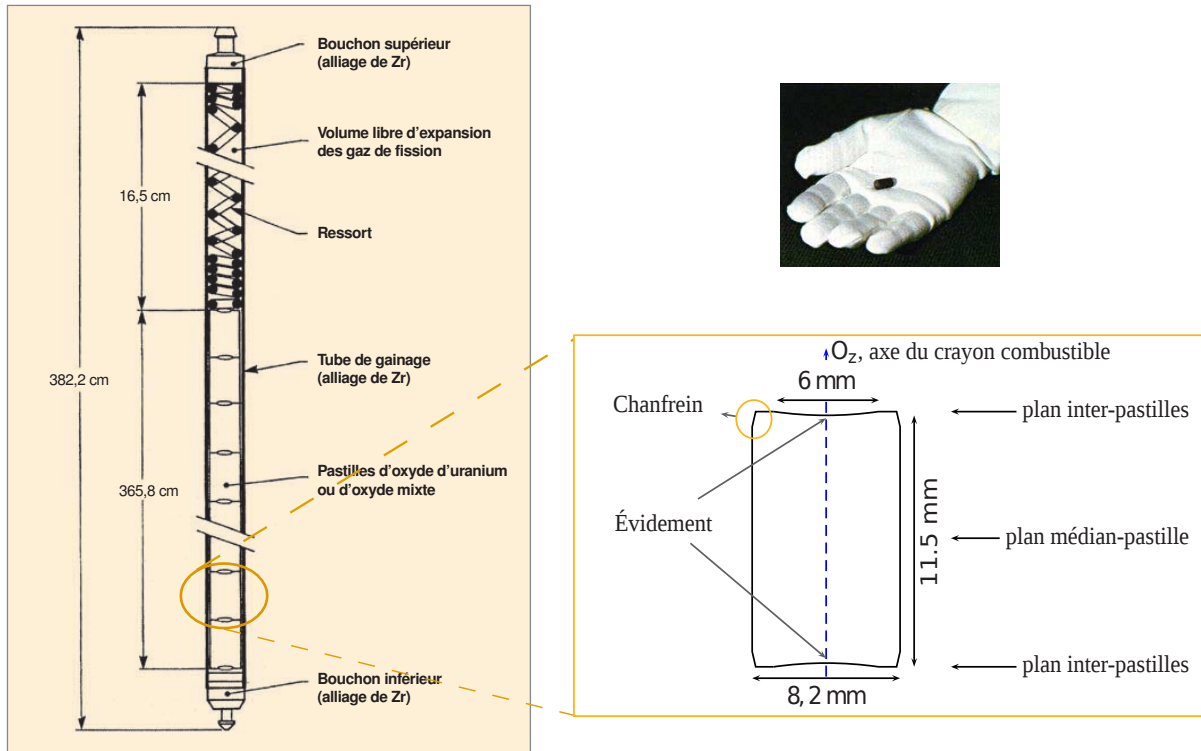 Bouchon supérieur
(alliage de Zr)
Volume libre d'expansion
des gaz de fission
16,5 cm
Ressort
Tube de gainage
(alliage de Zr)
382,2 cm
Pastilles d'oxyde d'uranium
ou d'oxyde mixte
365,8 cm
Bouchon inférieur
(alliage de Zr)
Oz, axe du crayon combustible
6 mm
Chanfrein
plan inter-pastilles
Évidement
11.5 mm
plan médian-pastille
plan inter-pastilles
8, 2 mm